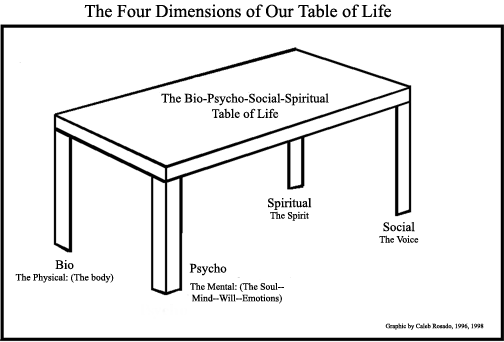 The Four Dimensions of Our Table of Life
The Bio-Psycho-Social-Spiritual
Table of Life
Spiritual
The Spirit
Social
The Voice
Bio
The Physical: (The body)
Psycho
The Mental: (The Soul--
Mind--Will--Emotions)
Graphic by Caleb Rosado, 1996, 1998